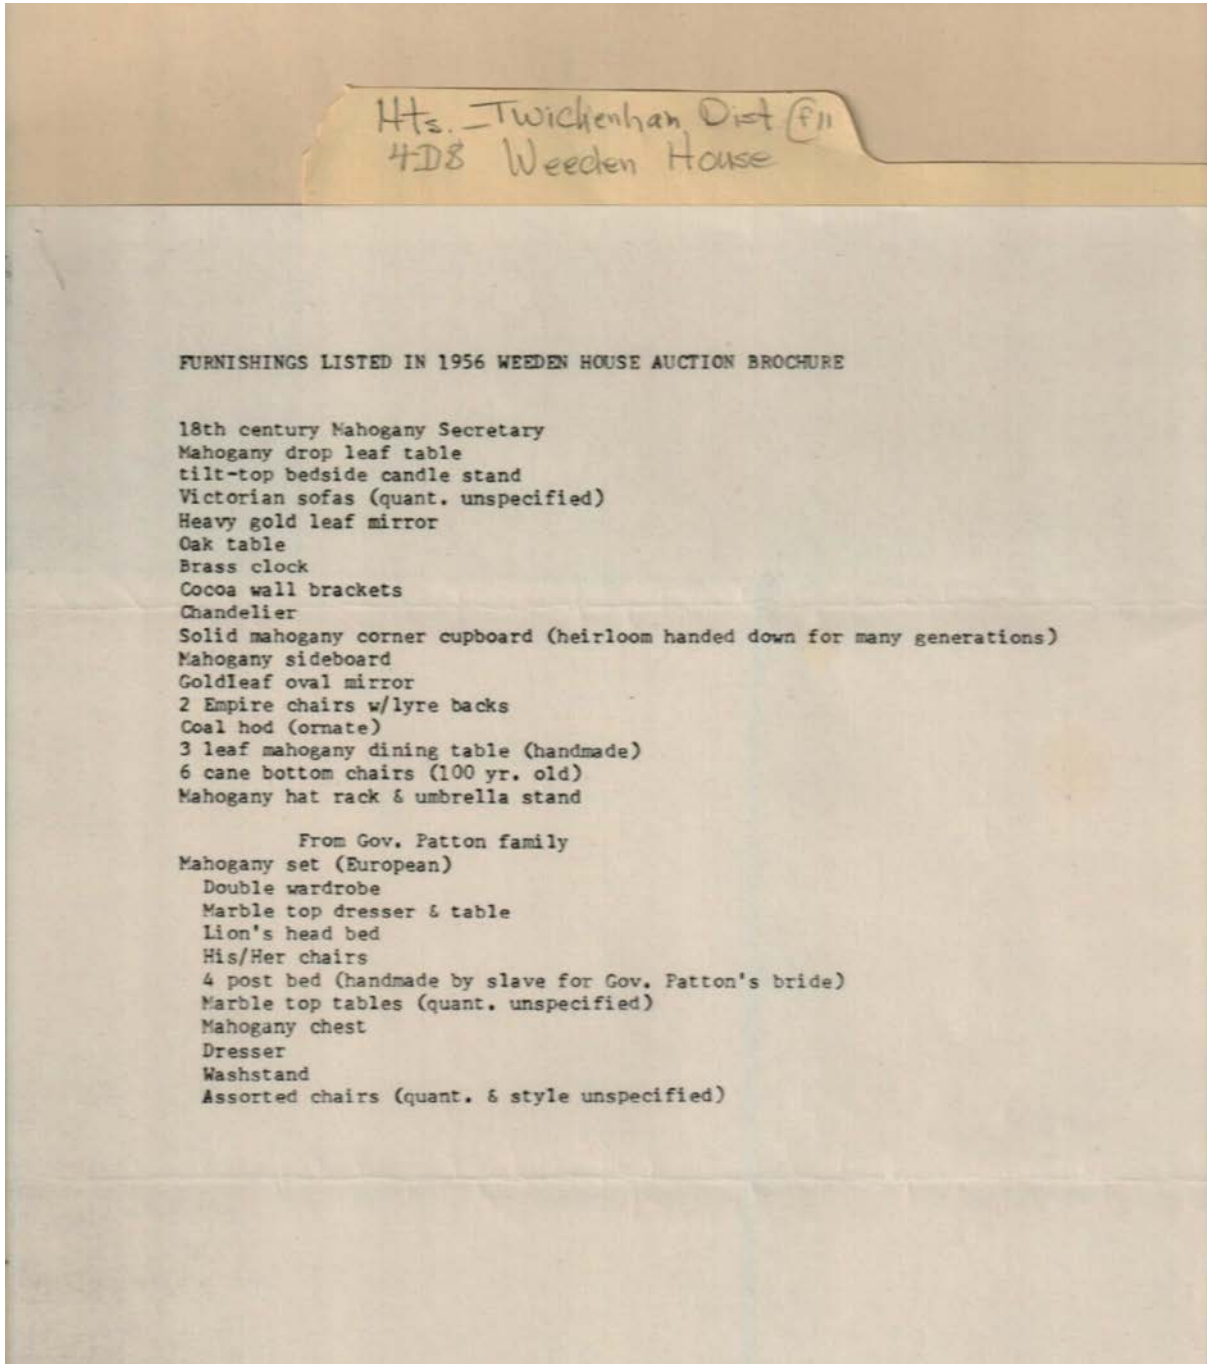 Hts. - Twickenham Dist f11
4-D8 Weeden House
FURNISHINGS LISTED IN 1956 WEEDEN HOUSE AUCTION BROCHURE
18th century Mahogany Secretary
Mahogany drop leaf table
tilt-top bedside candle stand
Victorian sofas (quant. unspecified)
Heavy gold leaf mirror
Oak table
Brass clock
Cocoa wall brackets
Chandelier
Solid mahogany corner cupboard (heirloom handed down for many generations)
Mahogany sideboard
Goldleaf oval mirror
2 Empire chairs w/lyre backs
Coal hod (ornate)
3 leaf mahogany dining table (handmade)
6 cane bottom chairs (100 yr. old)
Mahogany hat rack & umbrella stand
From Gov. Patton family
Mahogany set (European)
Double wardrobe
Marble top dresser & table
Lion's head bed
His/Her chairs
4 post bed (handmade by slave for Gov. Patton's bride)
Marble top tables (quant. unspecified)
Mahogany chest
Dresser
Washstand
Assorted chairs (quant. & style unspecified)